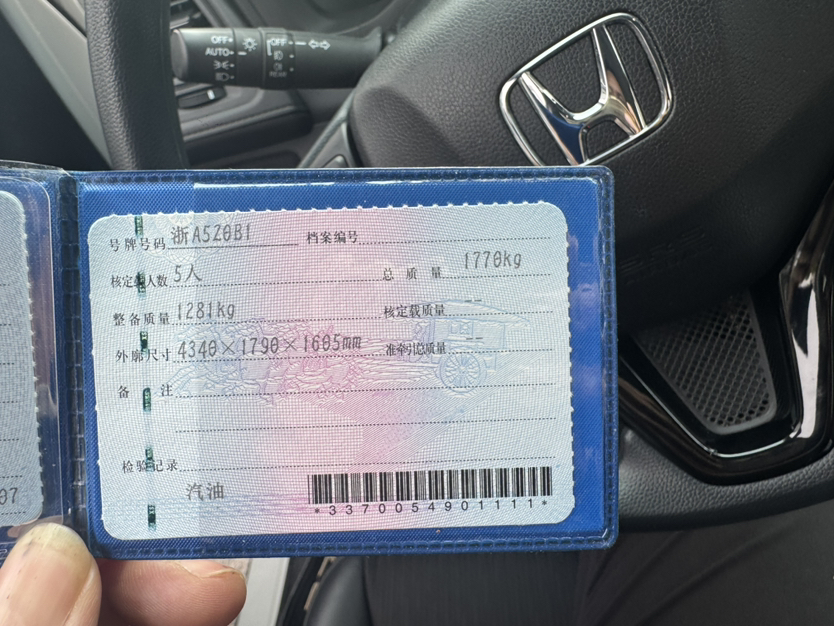 OFF
AUTO
OFF
REAR
号牌号码 浙A520B1 档案编号
核定载人数 5人 总质量 1770kg
整备质量 1281kg 核定载质量 --
外廓尺寸 4340×1790×1605mm 准牵引总质量 --
备注
检验记录
汽油
*3370054901111*
07